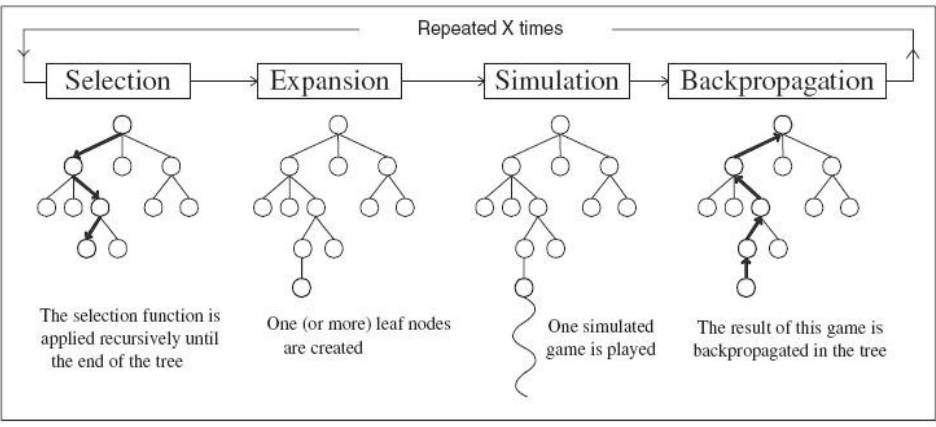 Repeated X times
Selection
Expansion
Simulation
Backpropagation
The selection function is
applied recursively until
the end of the tree
One (or more) leaf nodes
are created
One simulated
game is played
The result of this game is
backpropagated in the tree